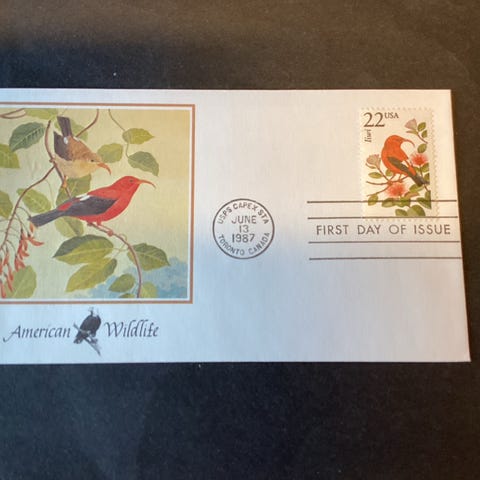 22 USA
Iiwi
USPS CAPEX STA
JUNE
13
1987
TORONTO CANADA
FIRST DAY OF ISSUE
American Wildlife